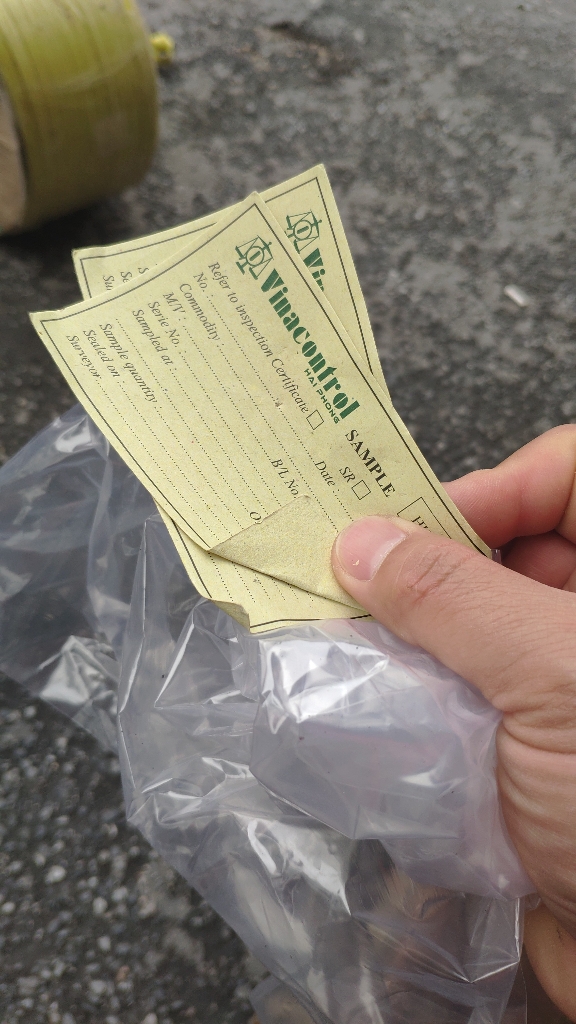 Vinacontrol
HAI PHONG
SAMPLE
Refer to inspection Certificate
SR
No. :
Date :
Commodity :
M/V :
B/L No.
Serie No. :
Sampled at :
Sample quantity :
Sealed on :
Surveyor